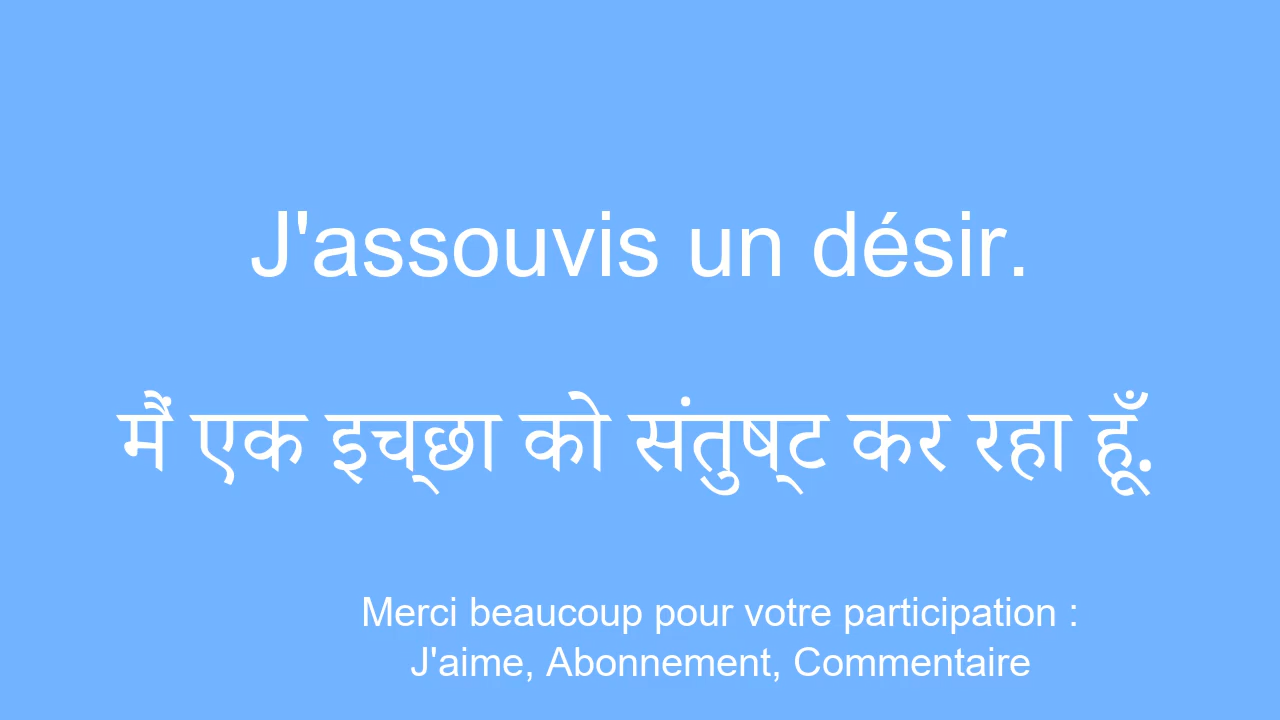 J'assouvis un désir.
मैं एक इच्छा को संतुष्ट कर रहा हूँ.
Merci beaucoup pour votre participation :
J'aime, Abonnement, Commentaire